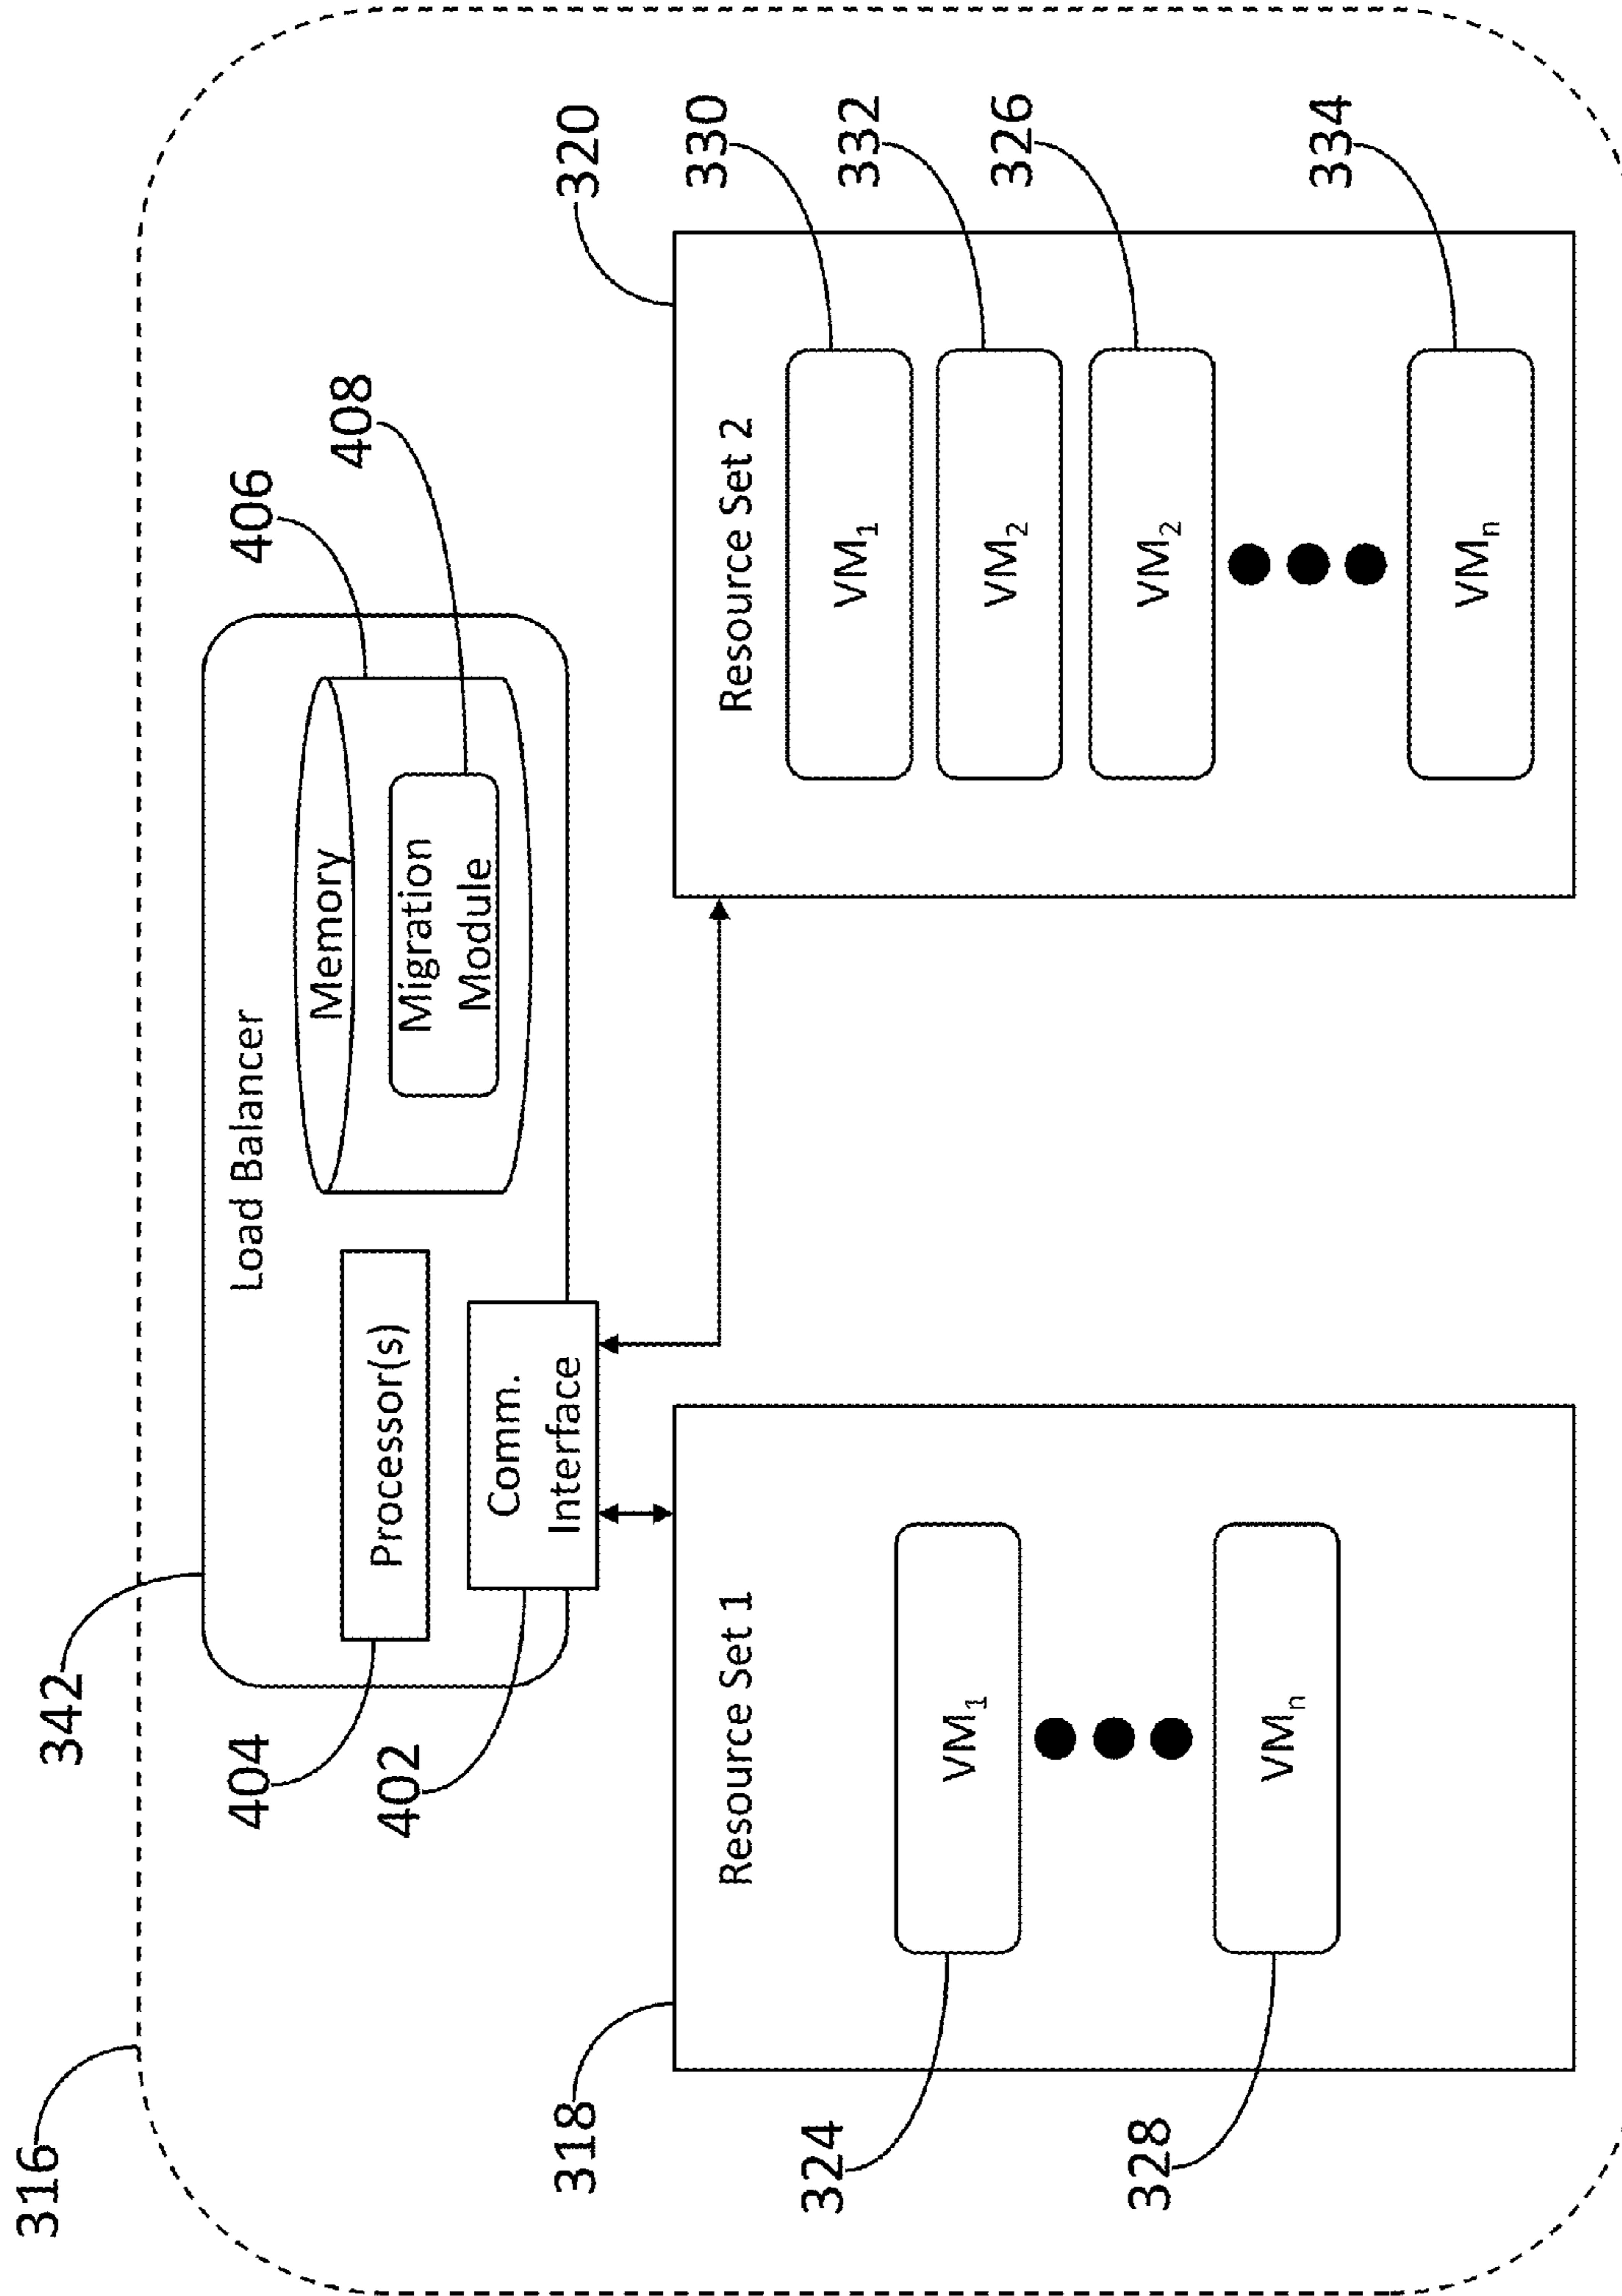 316
342
Load Balancer
404
Processor(s)
402
Comm.
Interface
Memory
406
Migration
Module
408
318
Resource Set 1
324
VM₁
328
VMₙ
320
Resource Set 2
VM₁
330
VM₂
332
VM₂
326
VMₙ
334